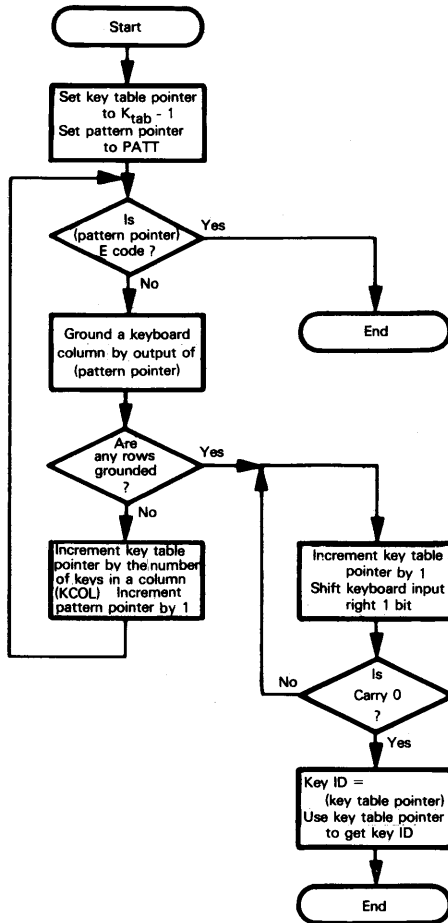 Start
Set key table pointer
to Ktab - 1
Set pattern pointer
to PATT
Is
(pattern pointer)
E code ?
Yes
No
End
Ground a keyboard
column by output of
(pattern pointer)
Are
any rows
grounded
?
Yes
No
Increment key table
pointer by the number
of keys in a column
(KCOL) Increment
pattern pointer by 1
Increment key table
pointer by 1
Shift keyboard input
right 1 bit
Is
Carry 0
?
No
Yes
Key ID =
(key table pointer)
Use key table pointer
to get key ID
End